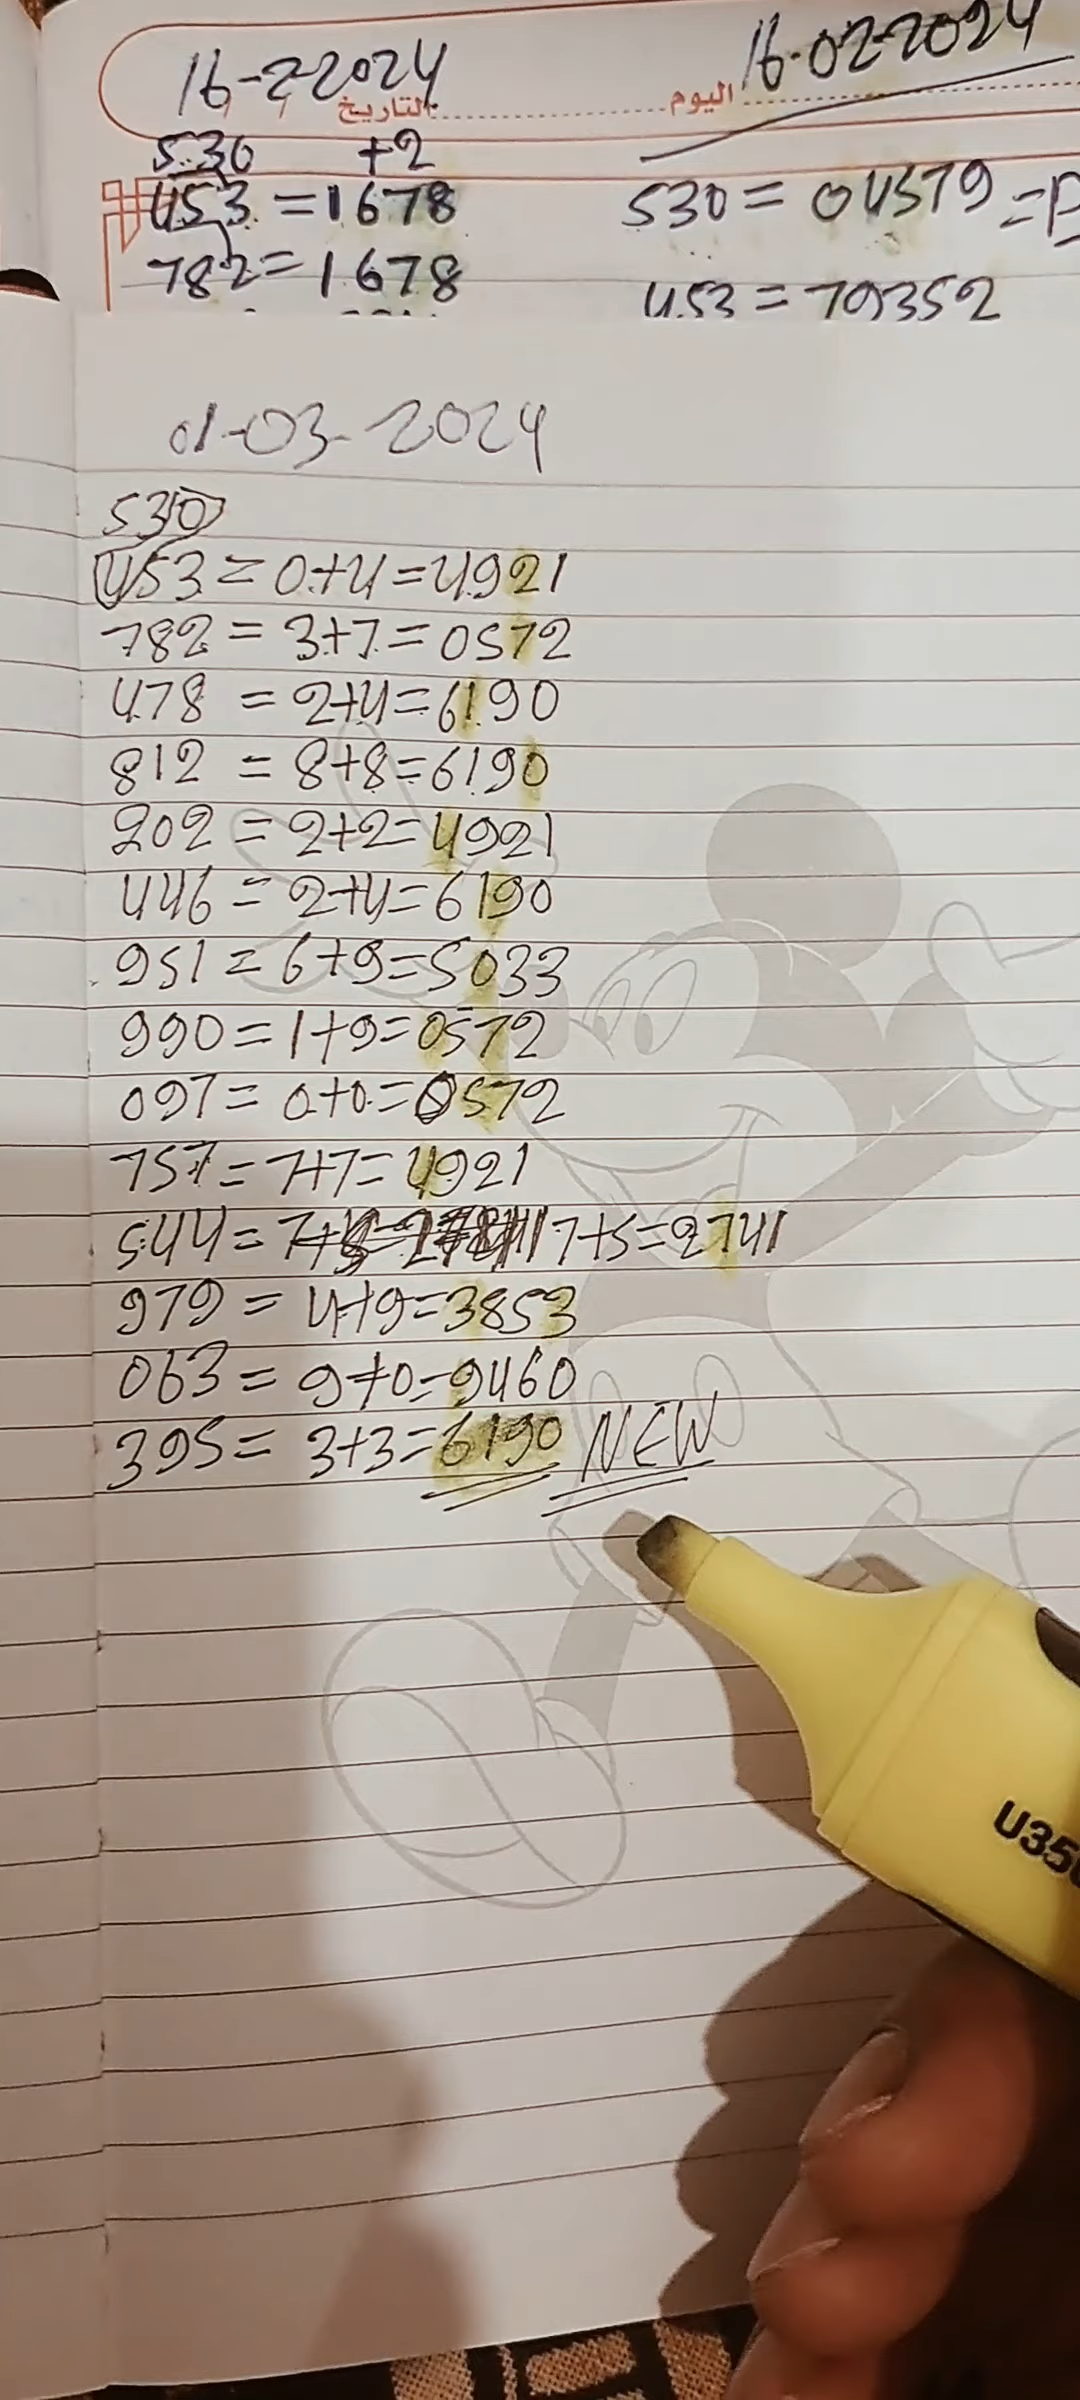 16-2-2024
التاريخ
اليوم
16-02-2024
530 +2
453 = 1678
782 = 1678
530 = 04579 =
453 = 79352
01-03-2024
530
453 = 0+4 = 4921
782 = 3+7 = 0572
478 = 2+4 = 6190
812 = 8+8 = 6190
202 = 2+2 = 4921
446 = 2+4 = 6190
951 = 6+9 = 5033
990 = 1+9 = 0572
097 = 0+0 = 0572
757 = 7+7 = 4921
544 = 7+5 = 2741
979 = 4+9 = 3853
063 = 9+0 = 9460
395 = 3+3 = 6190 NEW
U35